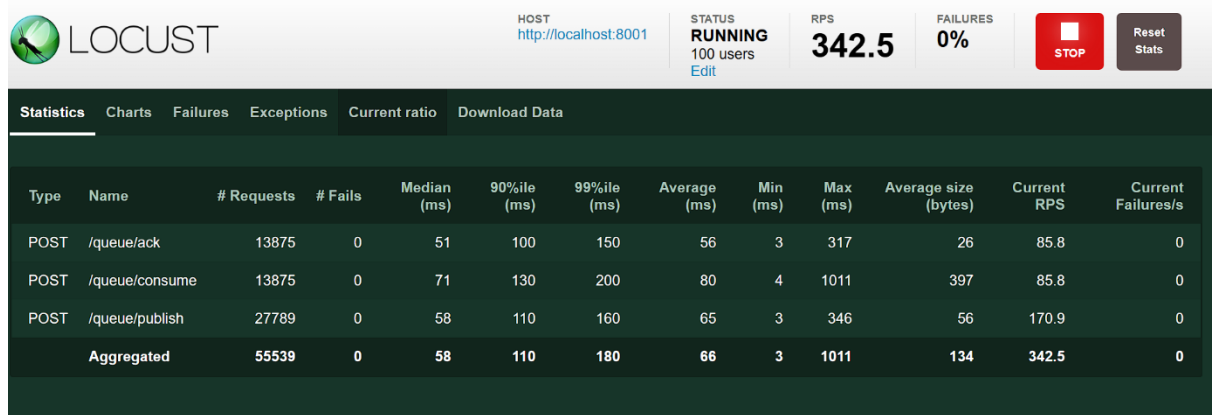 LOCUST
HOST
http://localhost:8001
STATUS
RUNNING
100 users
Edit
RPS
342.5
FAILURES
0%
STOP
Reset
Stats
Statistics Charts Failures Exceptions Current ratio Download Data
Type Name # Requests # Fails Median (ms) 90%ile (ms) 99%ile (ms) Average (ms) Min (ms) Max (ms) Average size (bytes) Current RPS Current Failures/s
POST /queue/ack 13875 0 51 100 150 56 3 317 26 85.8 0
POST /queue/consume 13875 0 71 130 200 80 4 1011 397 85.8 0
POST /queue/publish 27789 0 58 110 160 65 3 346 56 170.9 0
Aggregated 55539 0 58 110 180 66 3 1011 134 342.5 0